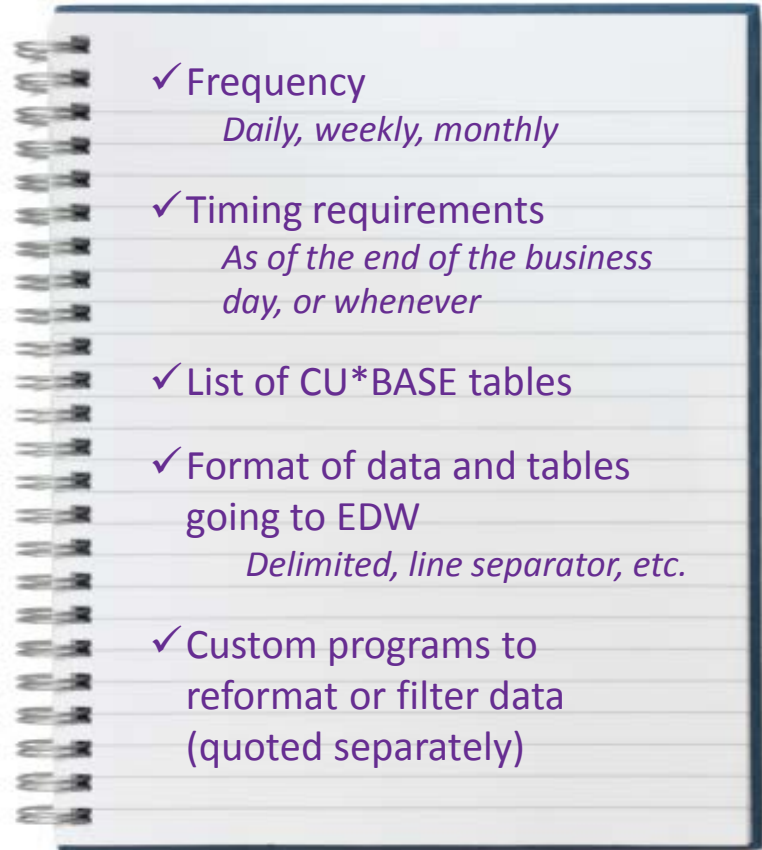 ✓ Frequency
Daily, weekly, monthly
✓ Timing requirements
As of the end of the business
day, or whenever
✓ List of CU*BASE tables
✓ Format of data and tables
going to EDW
Delimited, line separator, etc.
✓ Custom programs to
reformat or filter data
(quoted separately)